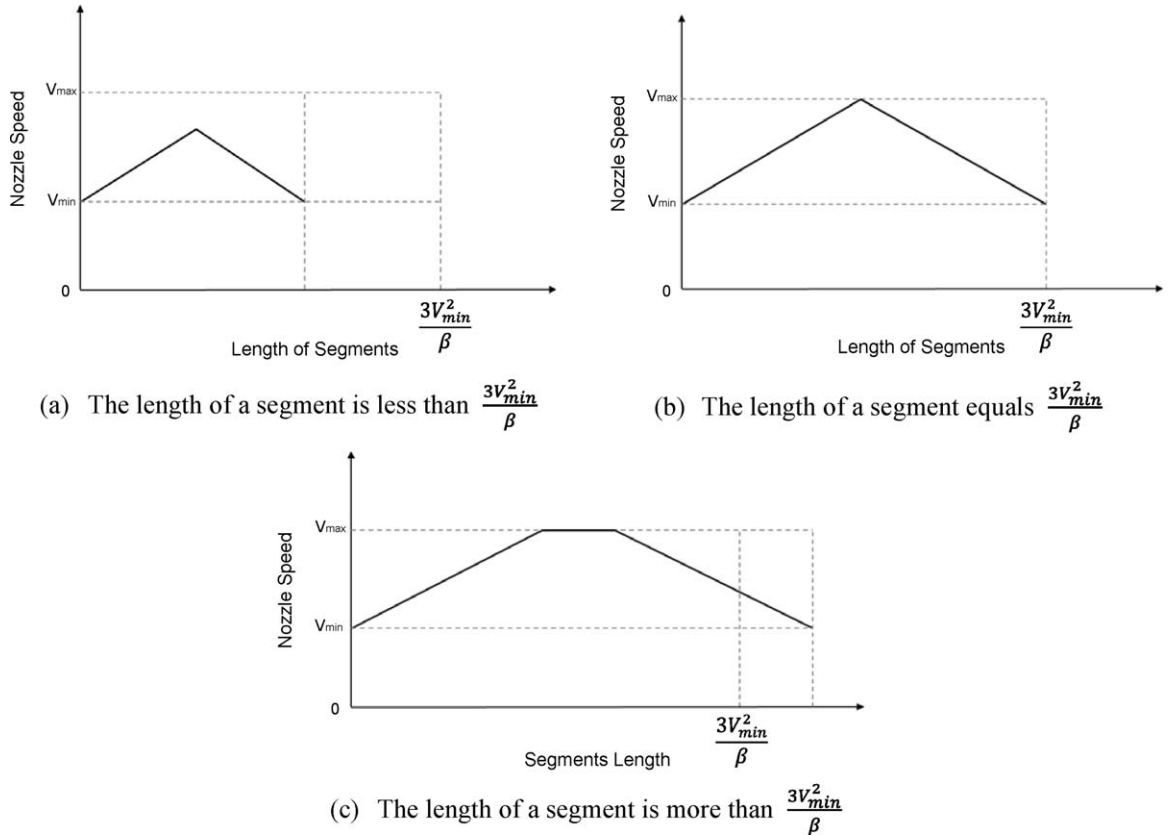 Nozzle Speed
Vmax
Vmin
0
3V²min/β
Length of Segments
(a) The length of a segment is less than 3V²min/β
Nozzle Speed
Vmax
Vmin
0
3V²min/β
Length of Segments
(b) The length of a segment equals 3V²min/β
Nozzle Speed
Vmax
Vmin
0
3V²min/β
Segments Length
(c) The length of a segment is more than 3V²min/β